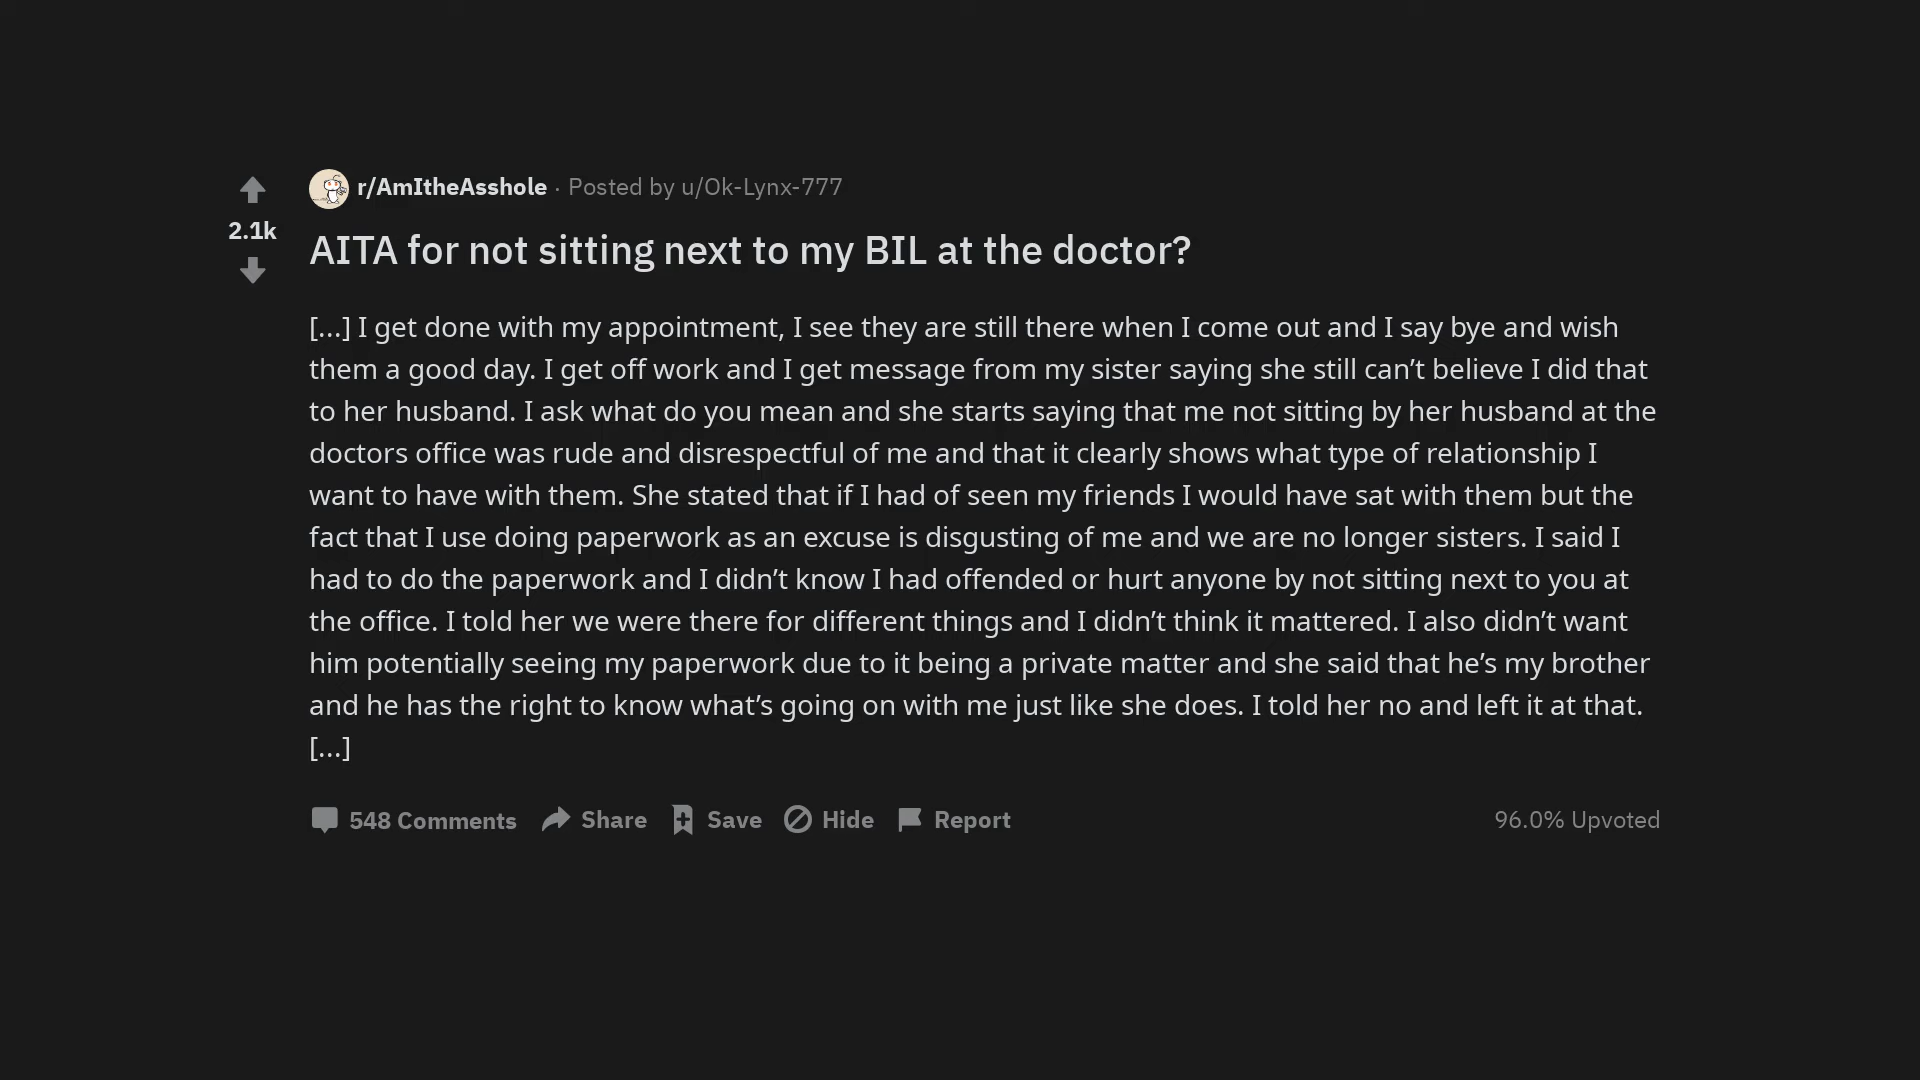 r/AmItheAsshole · Posted by u/Ok-Lynx-777
2.1k
AITA for not sitting next to my BIL at the doctor?
[...] I get done with my appointment, I see they are still there when I come out and I say bye and wish
them a good day. I get off work and I get message from my sister saying she still can’t believe I did that
to her husband. I ask what do you mean and she starts saying that me not sitting by her husband at the
doctors office was rude and disrespectful of me and that it clearly shows what type of relationship I
want to have with them. She stated that if I had of seen my friends I would have sat with them but the
fact that I use doing paperwork as an excuse is disgusting of me and we are no longer sisters. I said I
had to do the paperwork and I didn’t know I had offended or hurt anyone by not sitting next to you at
the office. I told her we were there for different things and I didn’t think it mattered. I also didn’t want
him potentially seeing my paperwork due to it being a private matter and she said that he’s my brother
and he has the right to know what’s going on with me just like she does. I told her no and left it at that.
[...]
548 Comments Share Save Hide Report 96.0% Upvoted